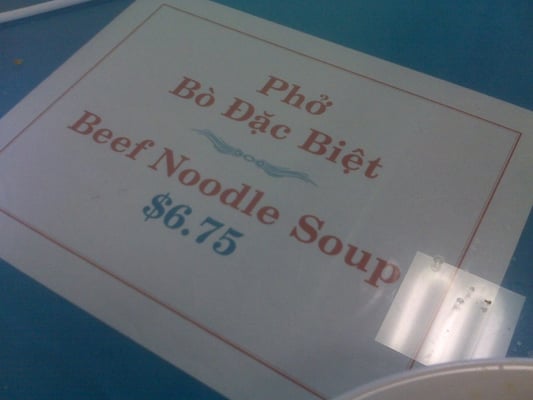 Phở
Bò Đặc Biệt
Beef Noodle Soup
$6.75